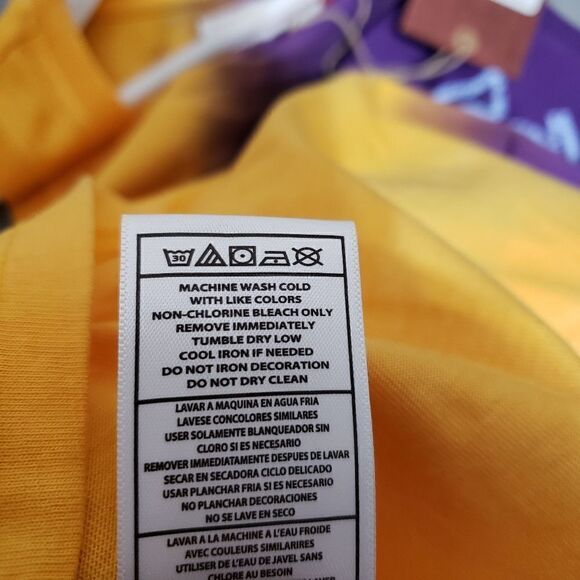 30
MACHINE WASH COLD
WITH LIKE COLORS
NON-CHLORINE BLEACH ONLY
REMOVE IMMEDIATELY
TUMBLE DRY LOW
COOL IRON IF NEEDED
DO NOT IRON DECORATION
DO NOT DRY CLEAN
LAVAR A MAQUINA EN AGUA FRIA
LAVESE CONCOLORES SIMILARES
USER SOLAMENTE BLANQUEADOR SIN
CLORO SI ES NECESARIO
REMOVER IMMEDIATAMENTE DESPUES DE LAVAR
SECAR EN SECADORA CICLO DELICADO
USAR PLANCHAR FRIA SI ES NECESARIO
NO PLANCHAR DECORACIONES
NO SE LAVE EN SECO
LAVAR A LA MACHINE A L'EAU FROIDE
AVEC COULEURS SIMILARIRES
UTILISER DE L'EAU DE JAVEL SANS
CHLORE AU BESOIN